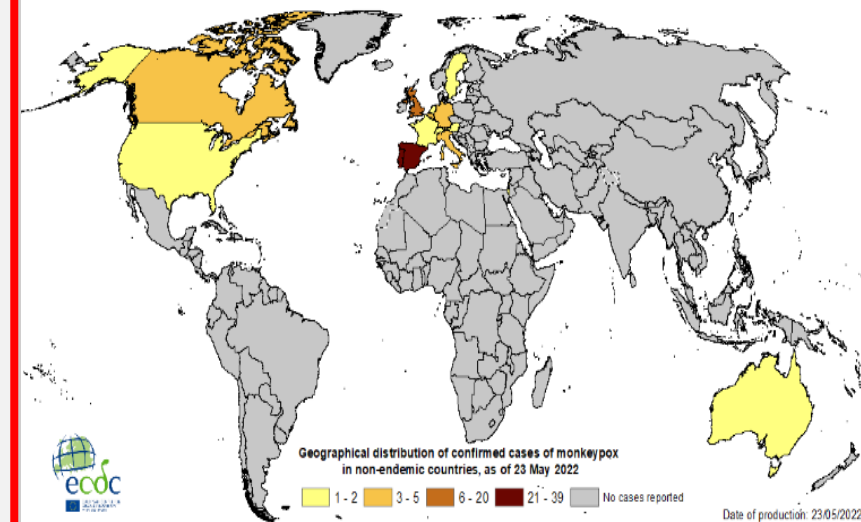 Geographical distribution of confirmed cases of monkeypox
in non-endemic countries, as of 23 May 2022
ecdc
1 - 2
3 - 5
6 - 20
21 - 39
No cases reported
Date of production: 23/05/2022